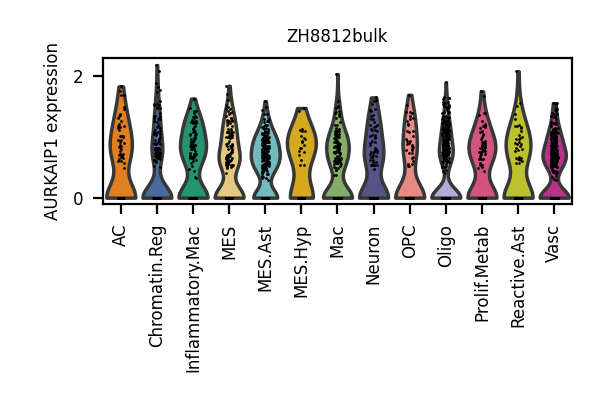 ZH8812bulk
AURKAIP1 expression
2
0
AC
Chromatin.Reg
Inflammatory.Mac
MES
MES.Ast
MES.Hyp
Mac
Neuron
OPC
Oligo
Prolif.Metab
Reactive.Ast
Vasc